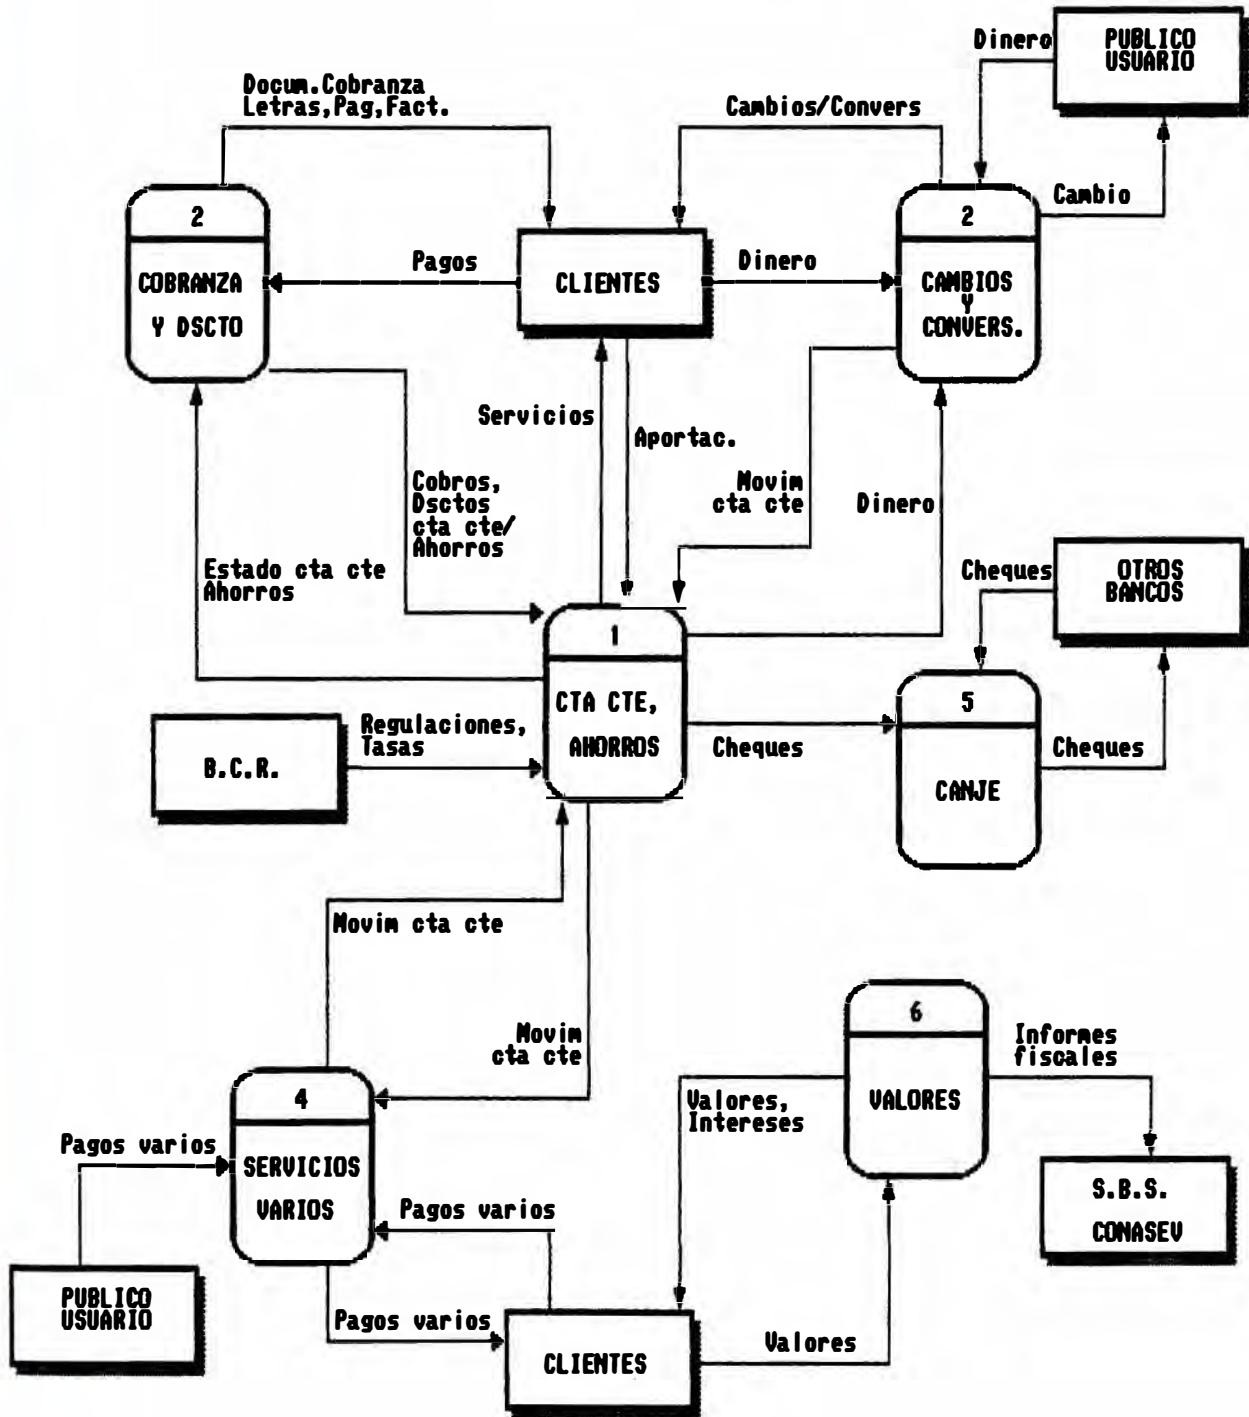 Dinero
PUBLICO
USUARIO
Docum.Cobranza
Letras,Pag,Fact.
Cambios/Convers
Cambio
2
COBRANZA
Y DSCTO
Pagos
CLIENTES
Dinero
2
CAMBIOS
Y
CONVERS.
Servicios
Aportac.
Cobros,
Dsctos
cta cte/
Ahorros
Movim
cta cte
Dinero
Estado cta cte
Ahorros
Cheques
OTROS
BANCOS
1
CTA CTE,
AHORROS
B.C.R.
Regulaciones,
Tasas
Cheques
5
CANJE
Cheques
Movim cta cte
Movim
cta cte
6
VALORES
Informes
fiscales
Valores,
Intereses
4
SERVICIOS
VARIOS
Pagos varios
Pagos varios
S.B.S.
CONASEV
PUBLICO
USUARIO
Pagos varios
CLIENTES
Valores